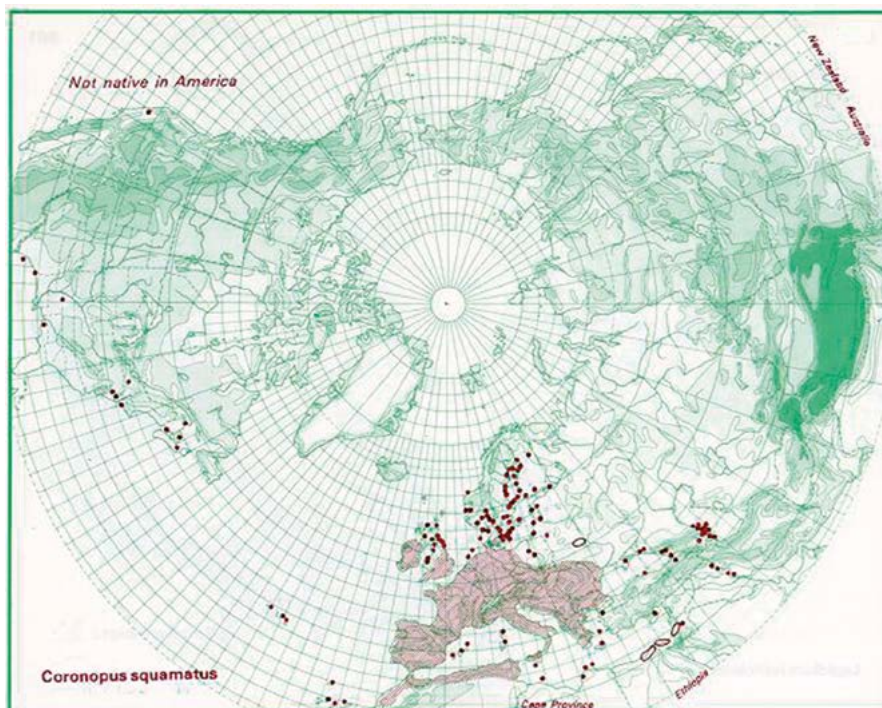 Not native in America
New Zealand
Australia
Coronopus squamatus
Cape Province
Ethiopia